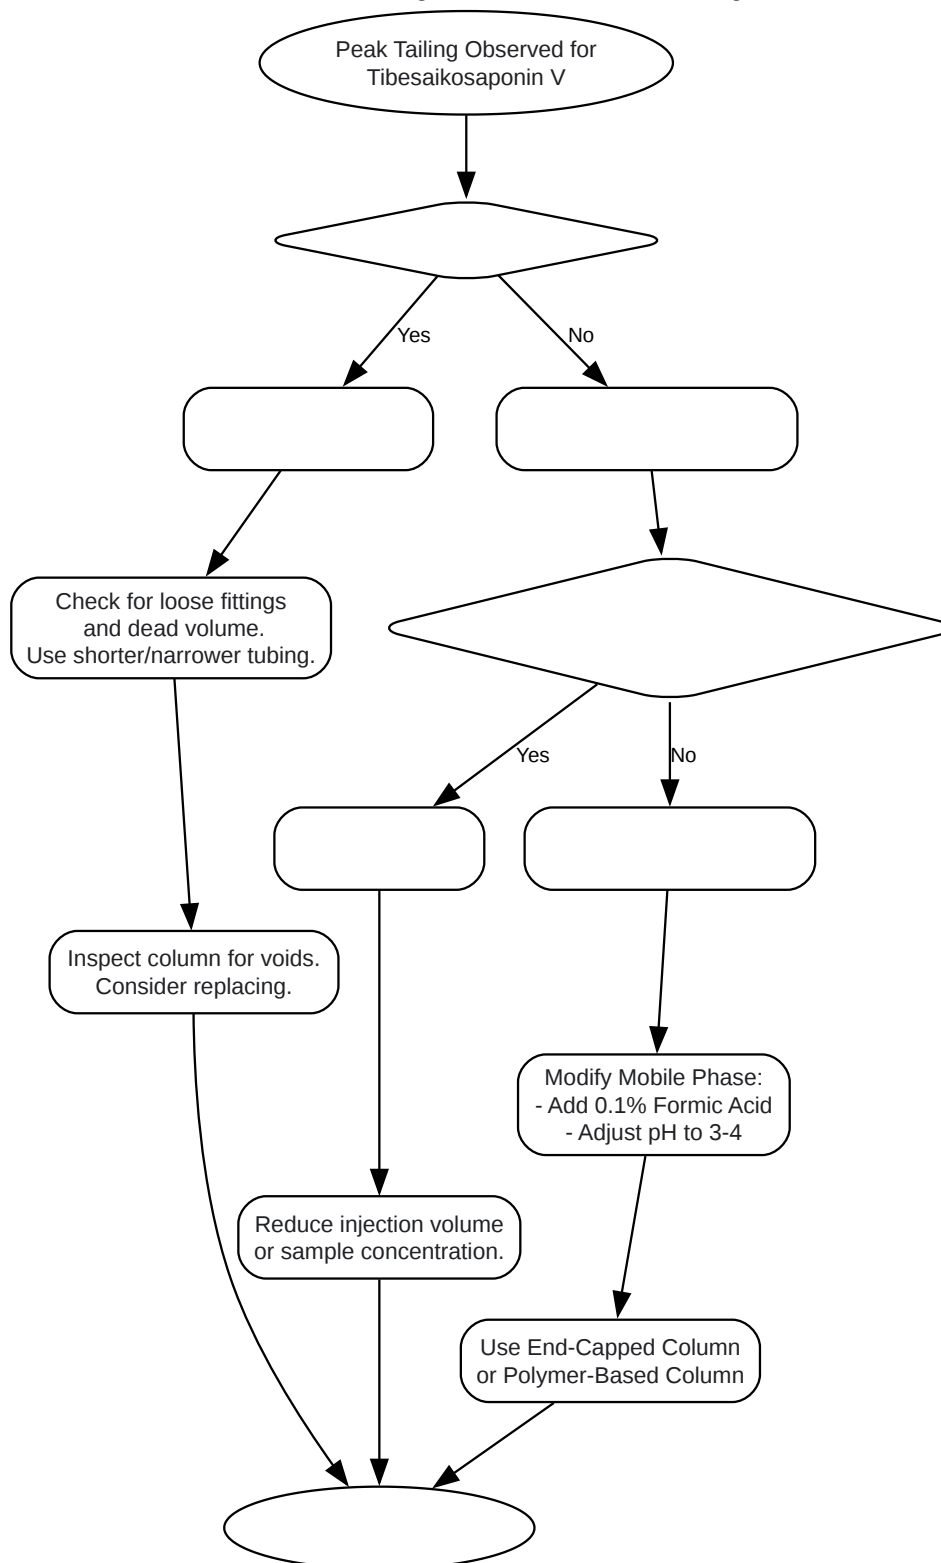 Peak Tailing Observed for
Tibesaikosaponin V
Yes
No
Check for loose fittings
and dead volume.
Use shorter/narrower tubing.
Yes
No
Inspect column for voids.
Consider replacing.
Modify Mobile Phase:
- Add 0.1% Formic Acid
- Adjust pH to 3-4
Reduce injection volume
or sample concentration.
Use End-Capped Column
or Polymer-Based Column